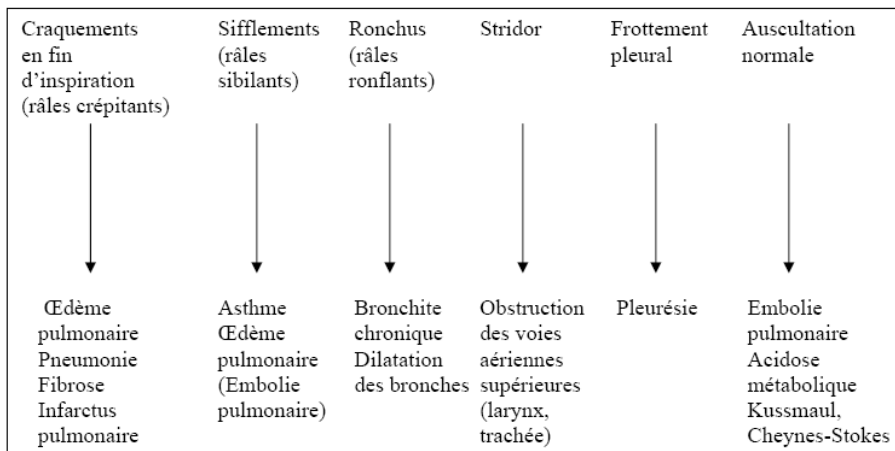 Craquements
en fin
d’inspiration
(râles crépitants)
Sifflements
(râles
sibilants)
Ronchus
(râles
ronflants)
Stridor
Frottement
pleural
Auscultation
normale
Œdème
pulmonaire
Pneumonie
Fibrose
Infarctus
pulmonaire
Asthme
Œdème
pulmonaire
(Embolie
pulmonaire)
Bronchite
chronique
Dilatation
des bronches
Obstruction
des voies
aériennes
supérieures
(larynx,
trachée)
Pleurésie
Embolie
pulmonaire
Acidose
métabolique
Kussmaul,
Cheynes-Stokes